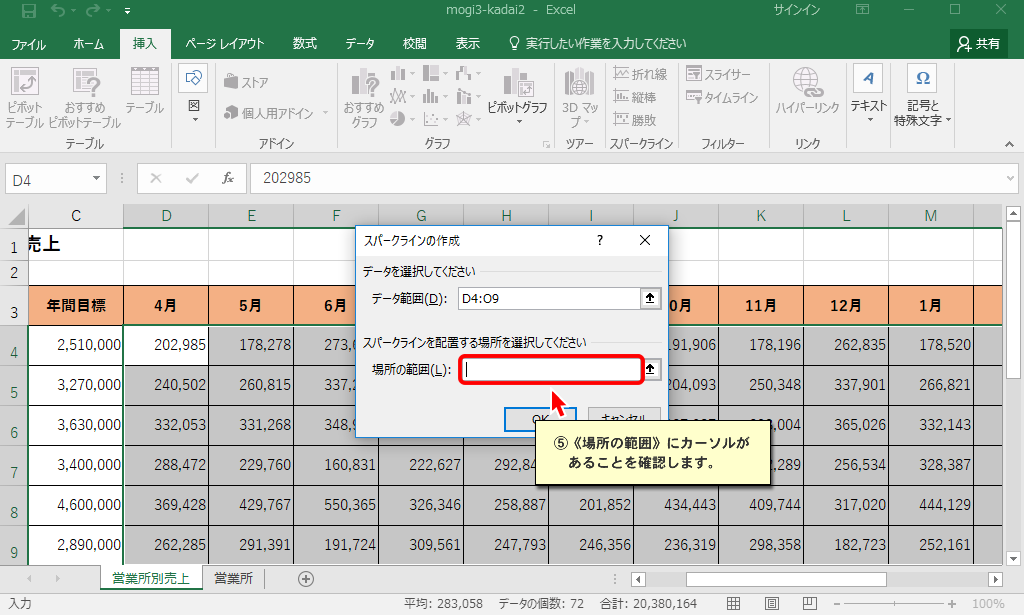 mogi3-kadai2 - Excel
サインイン
ファイル ホーム 挿入 ページ レイアウト 数式 データ 校閲 表示 実行したい作業を入力してください 共有
ピボットテーブル
おすすめピボットテーブル
テーブル
図
ストア
個人用アドイン
おすすめグラフ
ピボットグラフ
3D マップ
折れ線
縦棒
勝敗
スライサー
タイムライン
ハイパーリンク
テキスト
記号と特殊文字
テーブル アドイン グラフ ツアー スパークライン フィルター リンク
D4 fx 202985
C D E F G H I J K L M
1 売上
2
3 年間目標 4月 5月 6月 0月 11月 12月 1月
4 2,510,000 202,985 178,278 273,0 91,906 178,196 262,835 178,520
5 3,270,000 240,502 260,815 337,2 204,093 250,348 337,901 266,821
6 3,630,000 332,053 331,268 348, ,004 365,026 332,143
7 3,400,000 288,472 229,760 160,831 222,627 292,84 ,289 256,534 328,387
8 4,600,000 369,428 429,767 550,365 326,346 258,887 201,852 434,443 409,744 317,020 444,129
9 2,890,000 262,285 291,391 191,724 309,561 247,793 246,356 236,319 298,358 182,723 252,161
スパークラインの作成 ?
データを選択してください
データ範囲(D): D4:O9
スパークラインを配置する場所を選択してください
場所の範囲(L):
OK キャンセル
⑤《場所の範囲》にカーソルが
あることを確認します。
営業所別売上 営業所
入力 平均: 283,058 データの個数: 72 合計: 20,380,164 100%